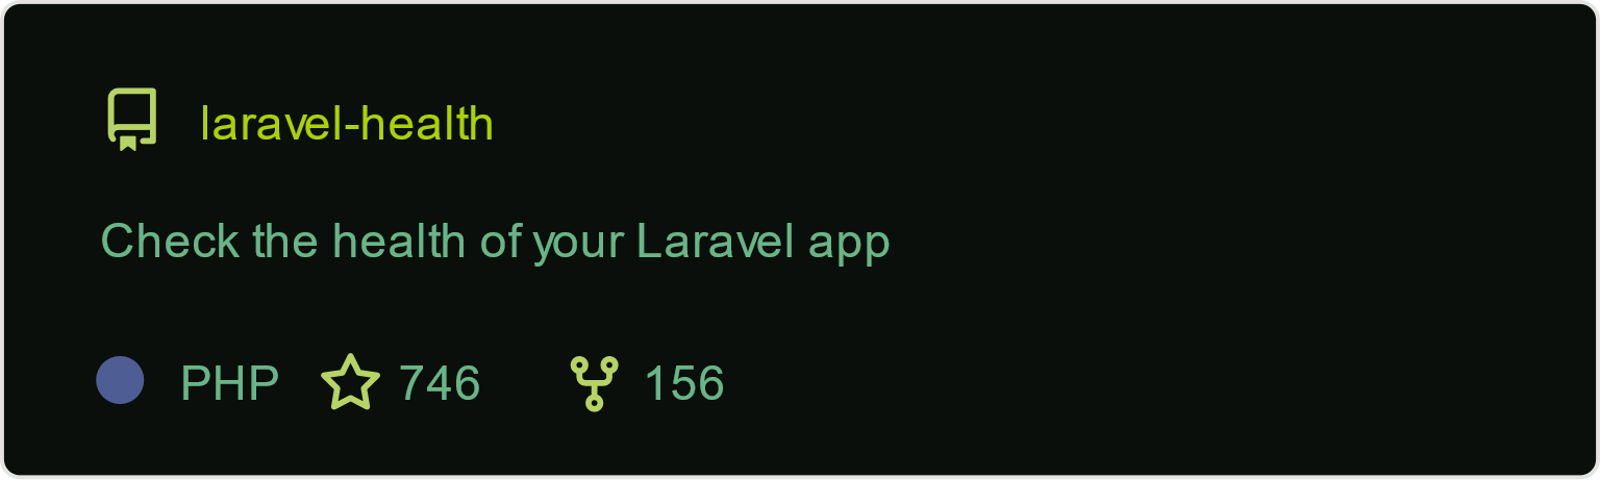 laravel-health
Check the health of your Laravel app
PHP 746 156